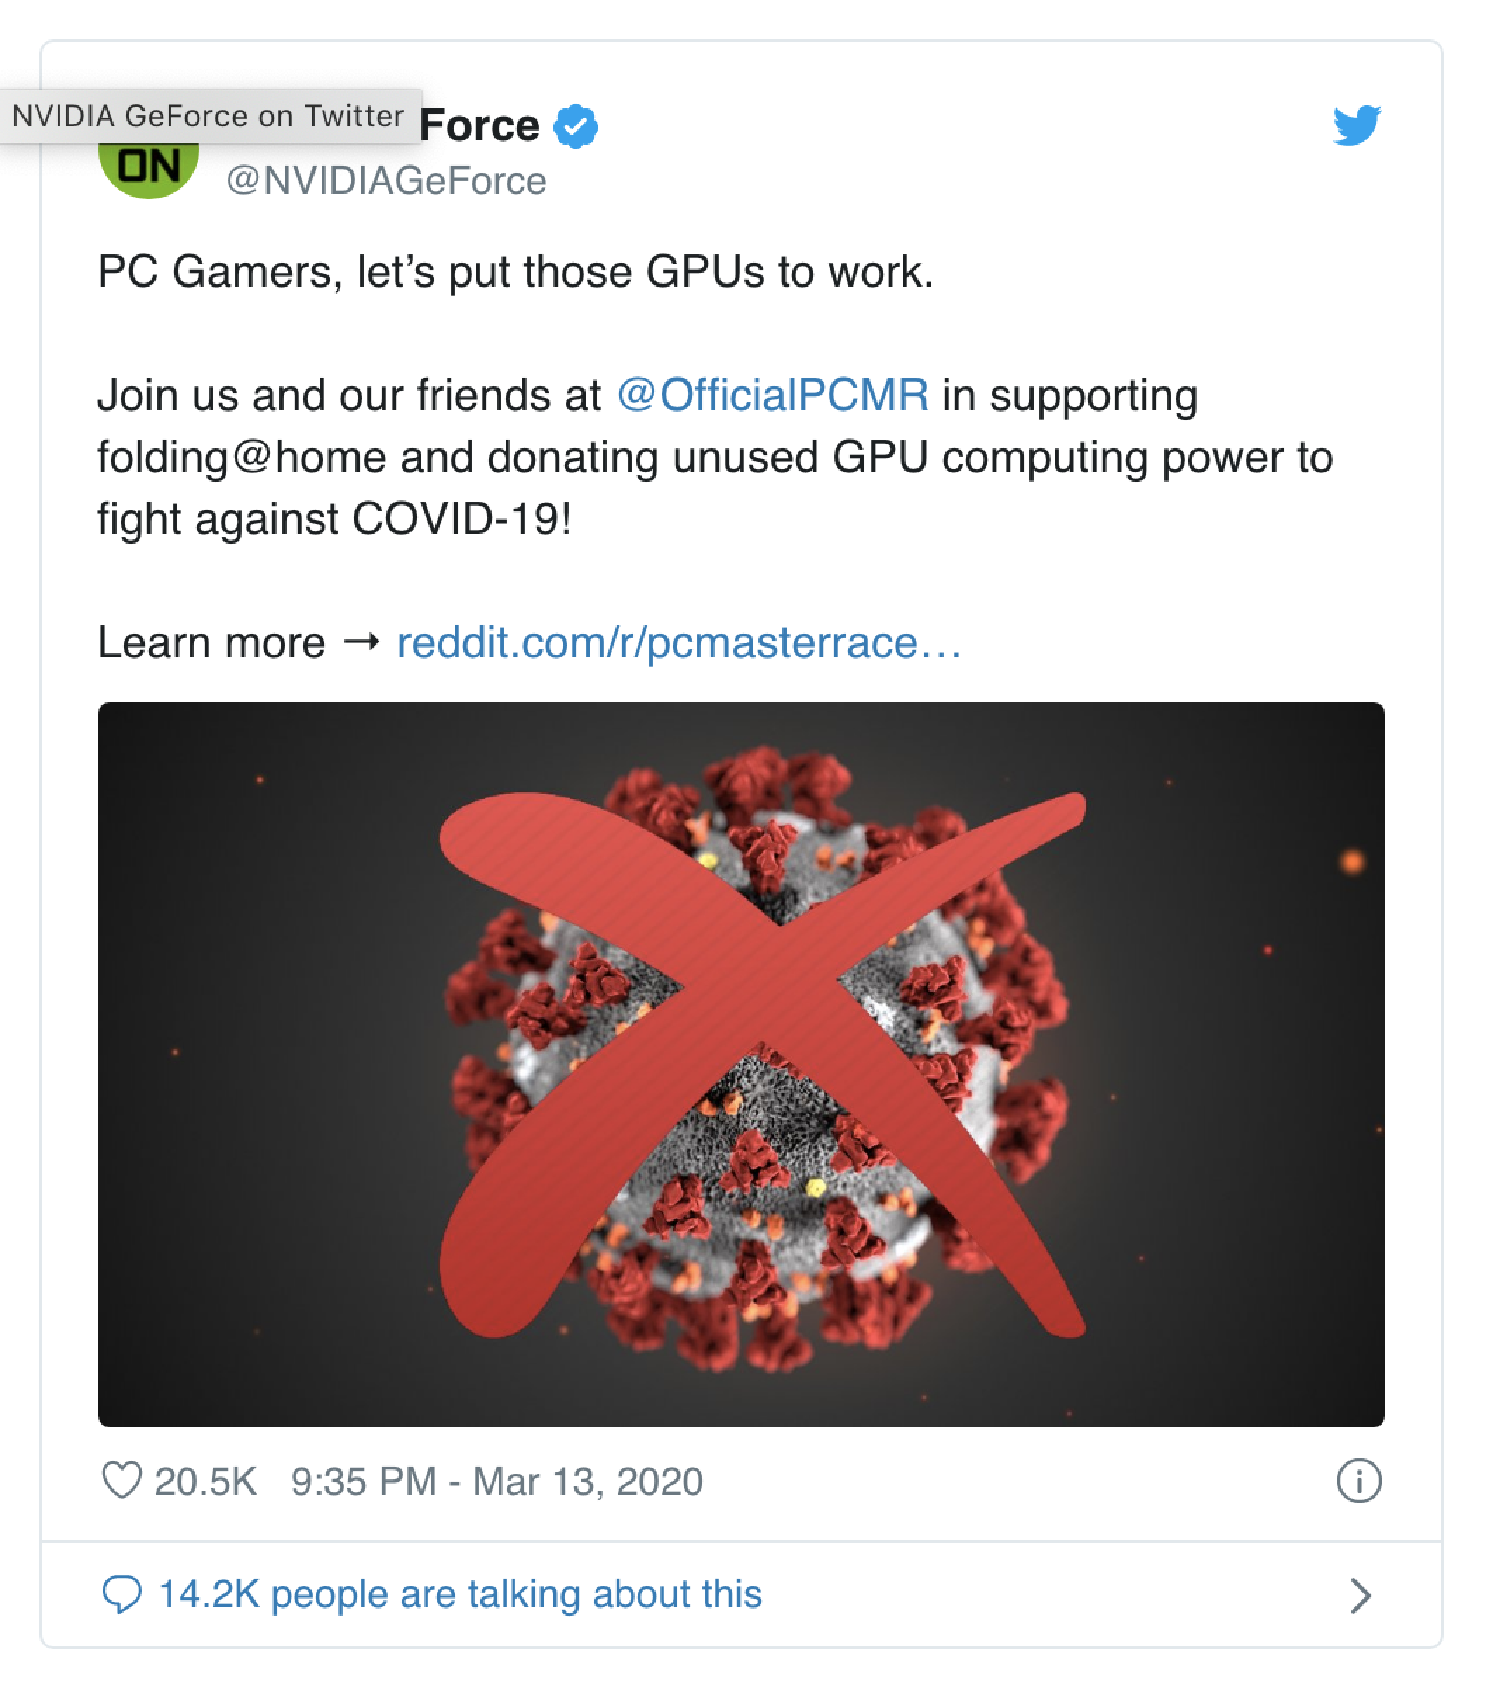 NVIDIA GeForce on Twitter
Force
ON
@NVIDIAGeForce
PC Gamers, let’s put those GPUs to work.
Join us and our friends at @OfficialPCMR in supporting
folding@home and donating unused GPU computing power to
fight against COVID-19!
Learn more → reddit.com/r/pcmasterrace…
20.5K 9:35 PM - Mar 13, 2020
14.2K people are talking about this